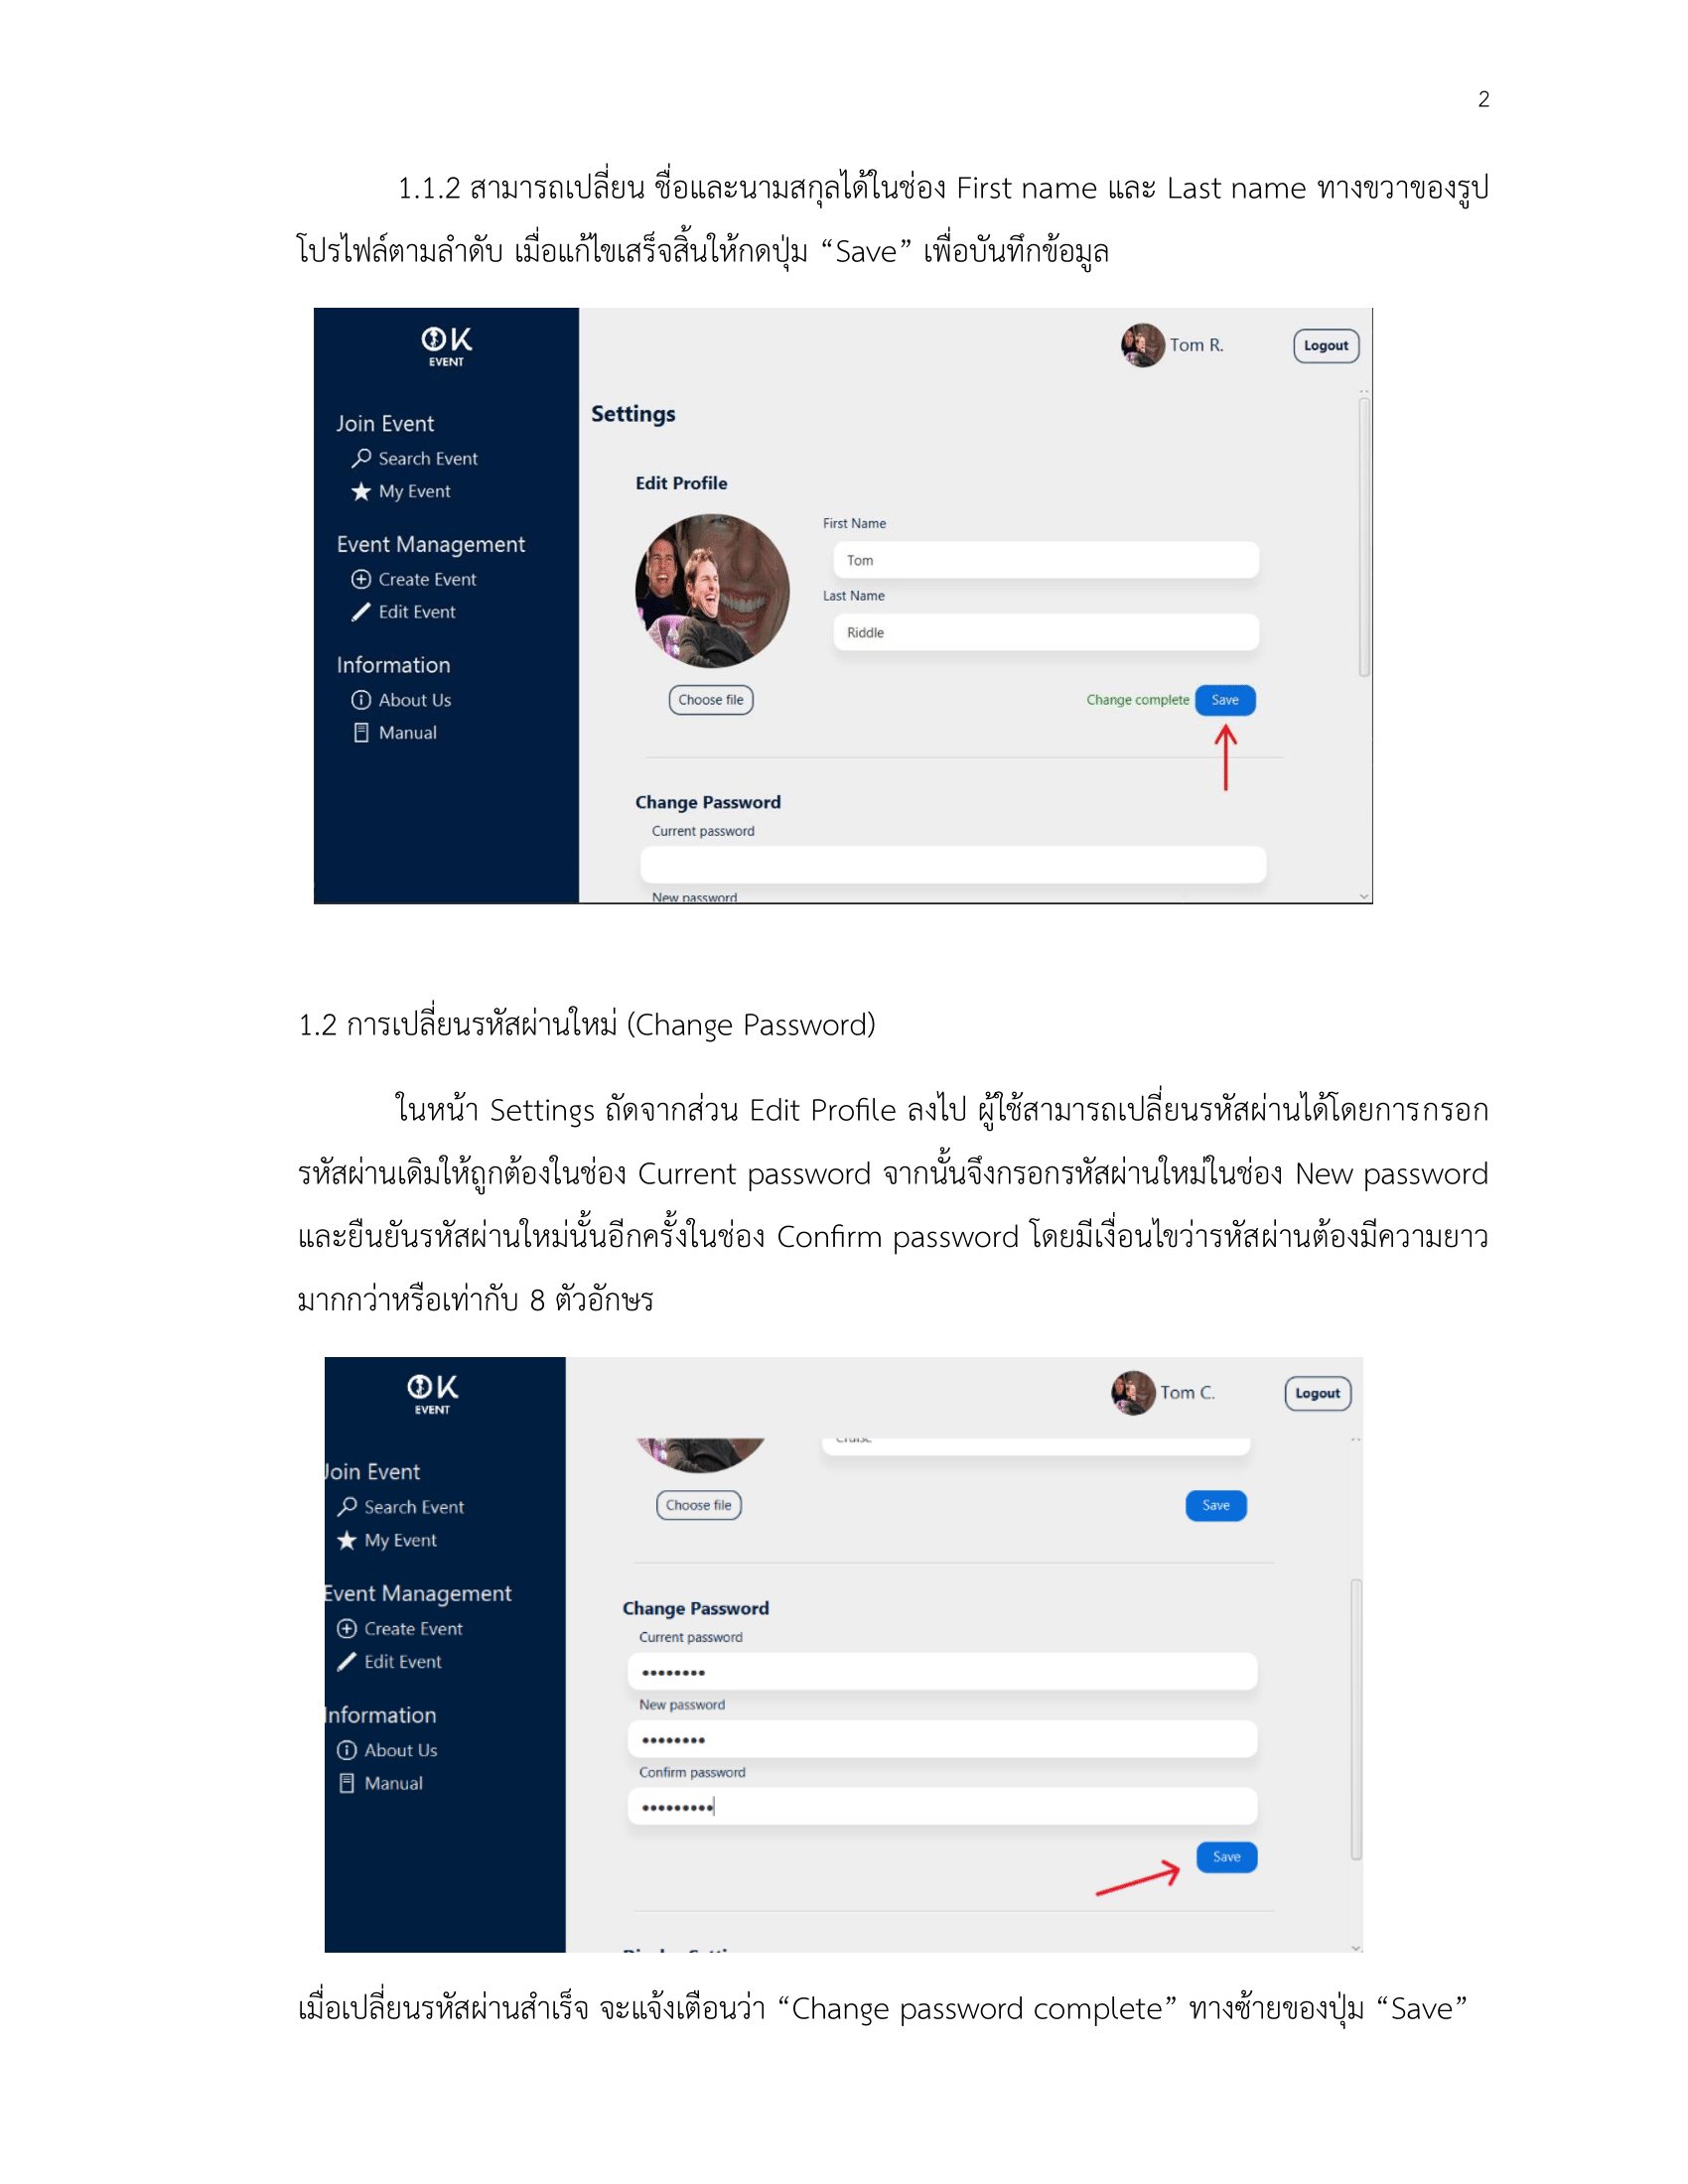 2
1.1.2 สามารถเปลี่ยน ชื่อและนามสกุลได้ในช่อง First name และ Last name ทางขวาของรูป
โปรไฟล์ตามลำดับ เมื่อแก้ไขเสร็จสิ้นให้กดปุ่ม “Save” เพื่อบันทึกข้อมูล
OK
EVENT
Tom R.
Logout
Join Event
Search Event
My Event
Event Management
Create Event
Edit Event
Information
About Us
Manual
Settings
Edit Profile
First Name
Tom
Last Name
Riddle
Choose file
Change complete
Save
Change Password
Current password
New password
1.2 การเปลี่ยนรหัสผ่านใหม่ (Change Password)
ในหน้า Settings ถัดจากส่วน Edit Profile ลงไป ผู้ใช้สามารถเปลี่ยนรหัสผ่านได้โดยการกรอก
รหัสผ่านเดิมให้ถูกต้องในช่อง Current password จากนั้นจึงกรอกรหัสผ่านใหม่ในช่อง New password
และยืนยันรหัสผ่านใหม่นั้นอีกครั้งในช่อง Confirm password โดยมีเงื่อนไขว่ารหัสผ่านต้องมีความยาว
มากกว่าหรือเท่ากับ 8 ตัวอักษร
OK
EVENT
Tom C.
Logout
Join Event
Search Event
My Event
Event Management
Create Event
Edit Event
Information
About Us
Manual
Cruise
Choose file
Save
Change Password
Current password
••••••••
New password
••••••••
Confirm password
•••••••••
Save
เมื่อเปลี่ยนรหัสผ่านสำเร็จ จะแจ้งเตือนว่า “Change password complete” ทางซ้ายของปุ่ม “Save”